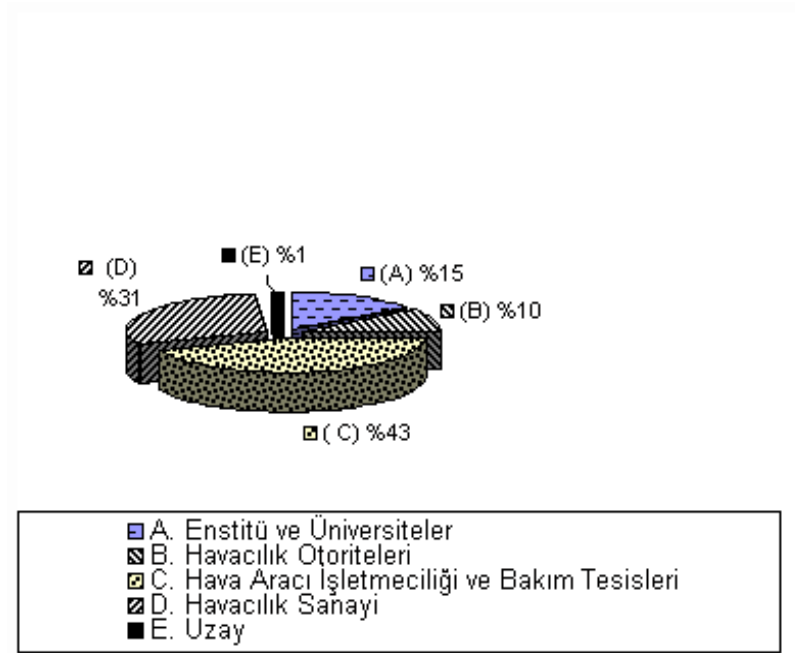 (E) %1
(D)
%31
(A) %15
(B) %10
( C) %43
A. Enstitü ve Üniversiteler
B. Havacılık Otoriteleri
C. Hava Aracı İşletmeciliği ve Bakım Tesisleri
D. Havacılık Sanayi
E. Uzay